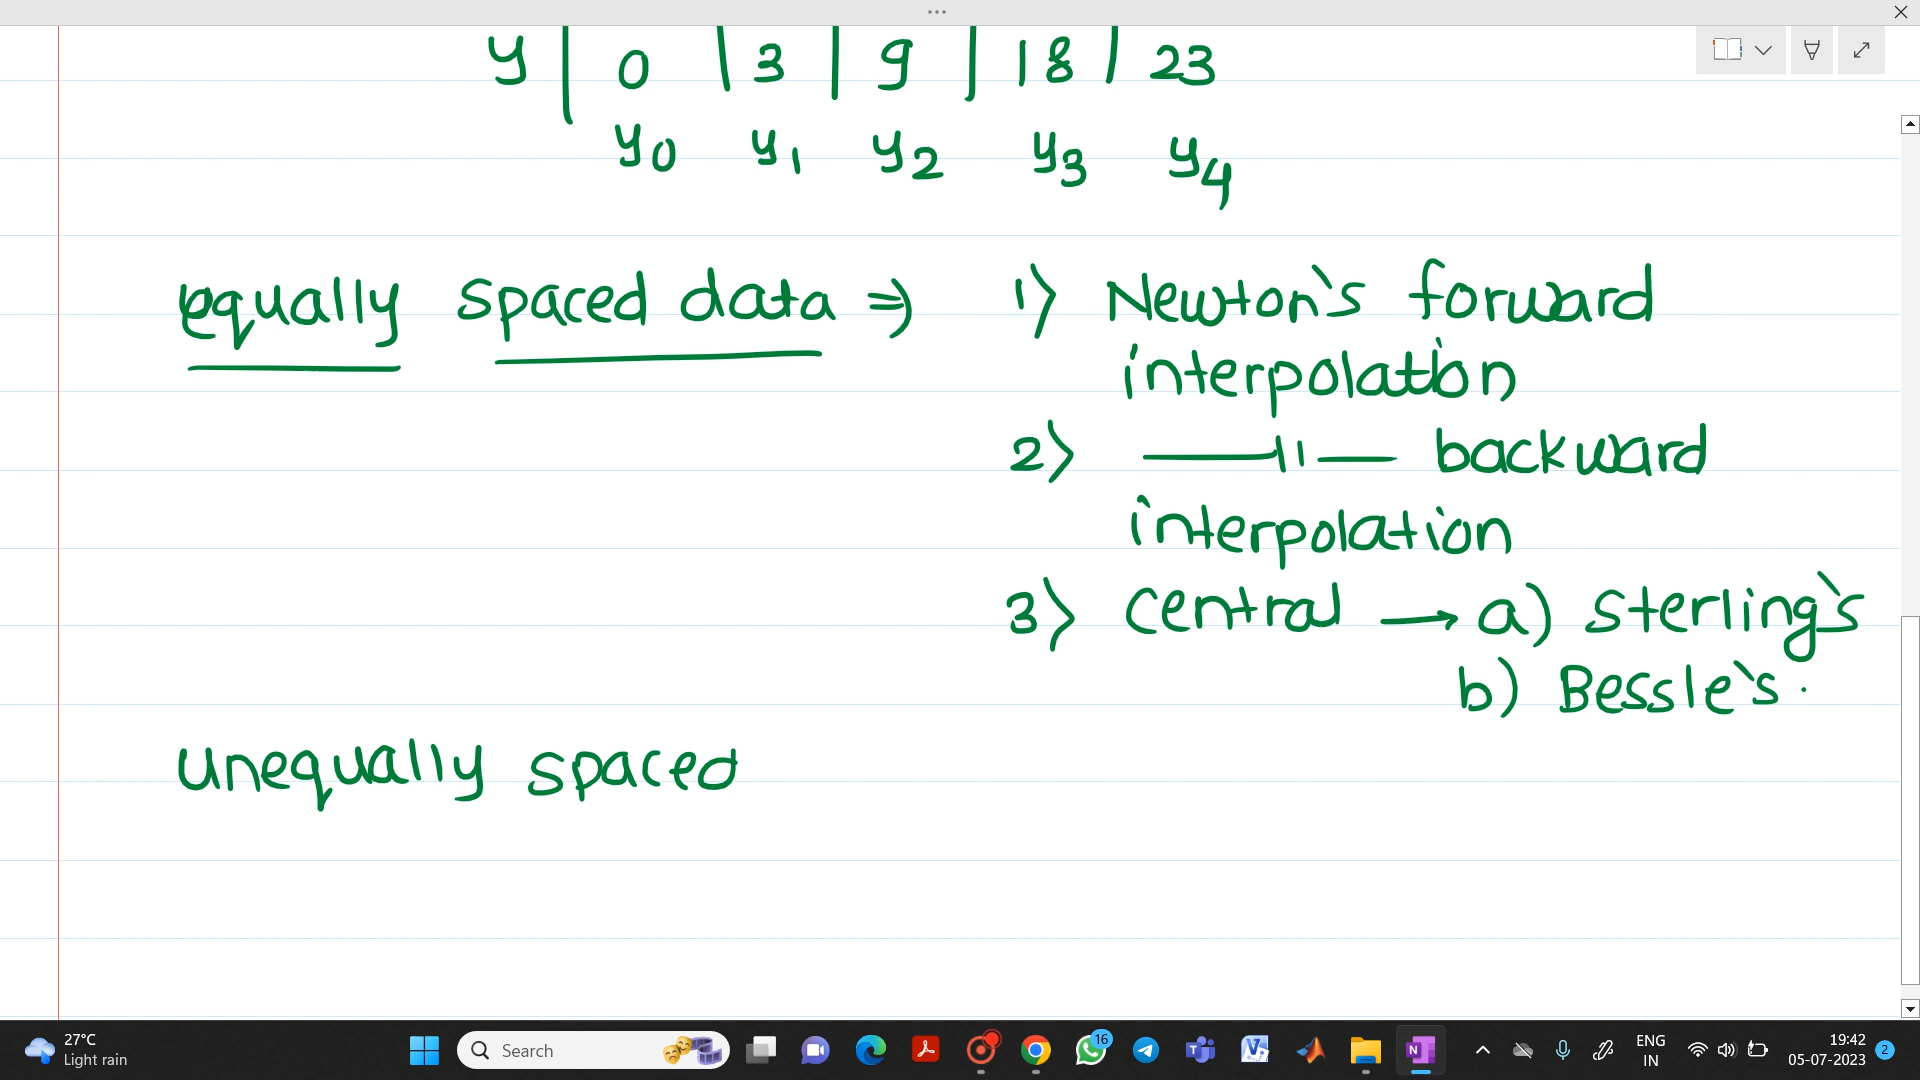 y | 0 | 3 | 9 | 18 | 23
y0 y1 y2 y3 y4
equally spaced data => 1) Newton's forward
interpolation
2) ——11— backward
interpolation
3) central → a) sterling's
b) Bessle's .
unequally spaced
27°C
Light rain
Search
16
ENG
IN
19:42
05-07-2023
2